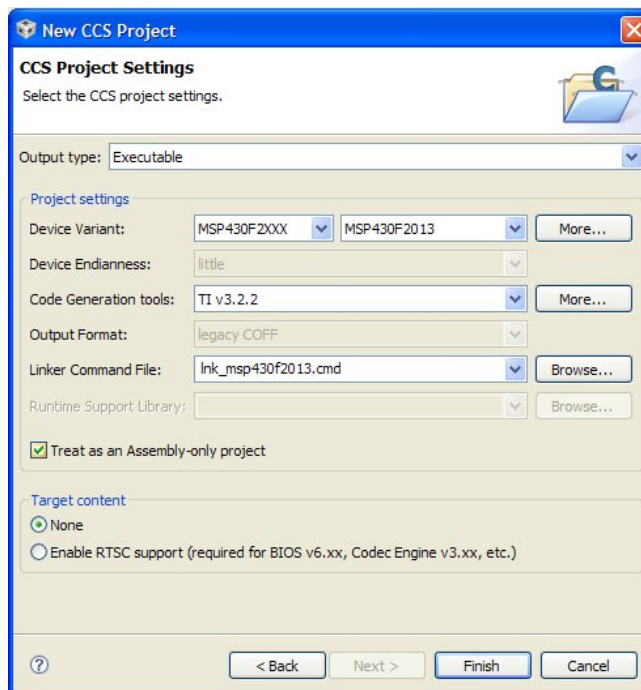 New CCS Project
CCS Project Settings
Select the CCS project settings.
Output type: Executable
Project settings
Device Variant: MSP430F2XXX MSP430F2013 More...
Device Endianness: little
Code Generation tools: TI v3.2.2 More...
Output Format: legacy COFF
Linker Command File: lnk_msp430f2013.cmd Browse...
Runtime Support Library: Browse...
Treat as an Assembly-only project
Target content
None
Enable RTSC support (required for BIOS v6.xx, Codec Engine v3.xx, etc.)
? < Back Next > Finish Cancel